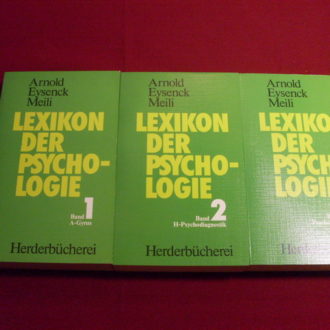 Arnold
Eysenck
Meili
LEXIKON
DER
PSYCHO-
LOGIE
Band 1
A-Gyrus
Herderbücherei
Arnold
Eysenck
Meili
LEXIKON
DER
PSYCHO-
LOGIE
Band 2
H-Psychodiagnostik
Herderbücherei
Arnold
Eysenck
Meili
LEXIKON
DER
PSYCHO
LOGIE
Herder